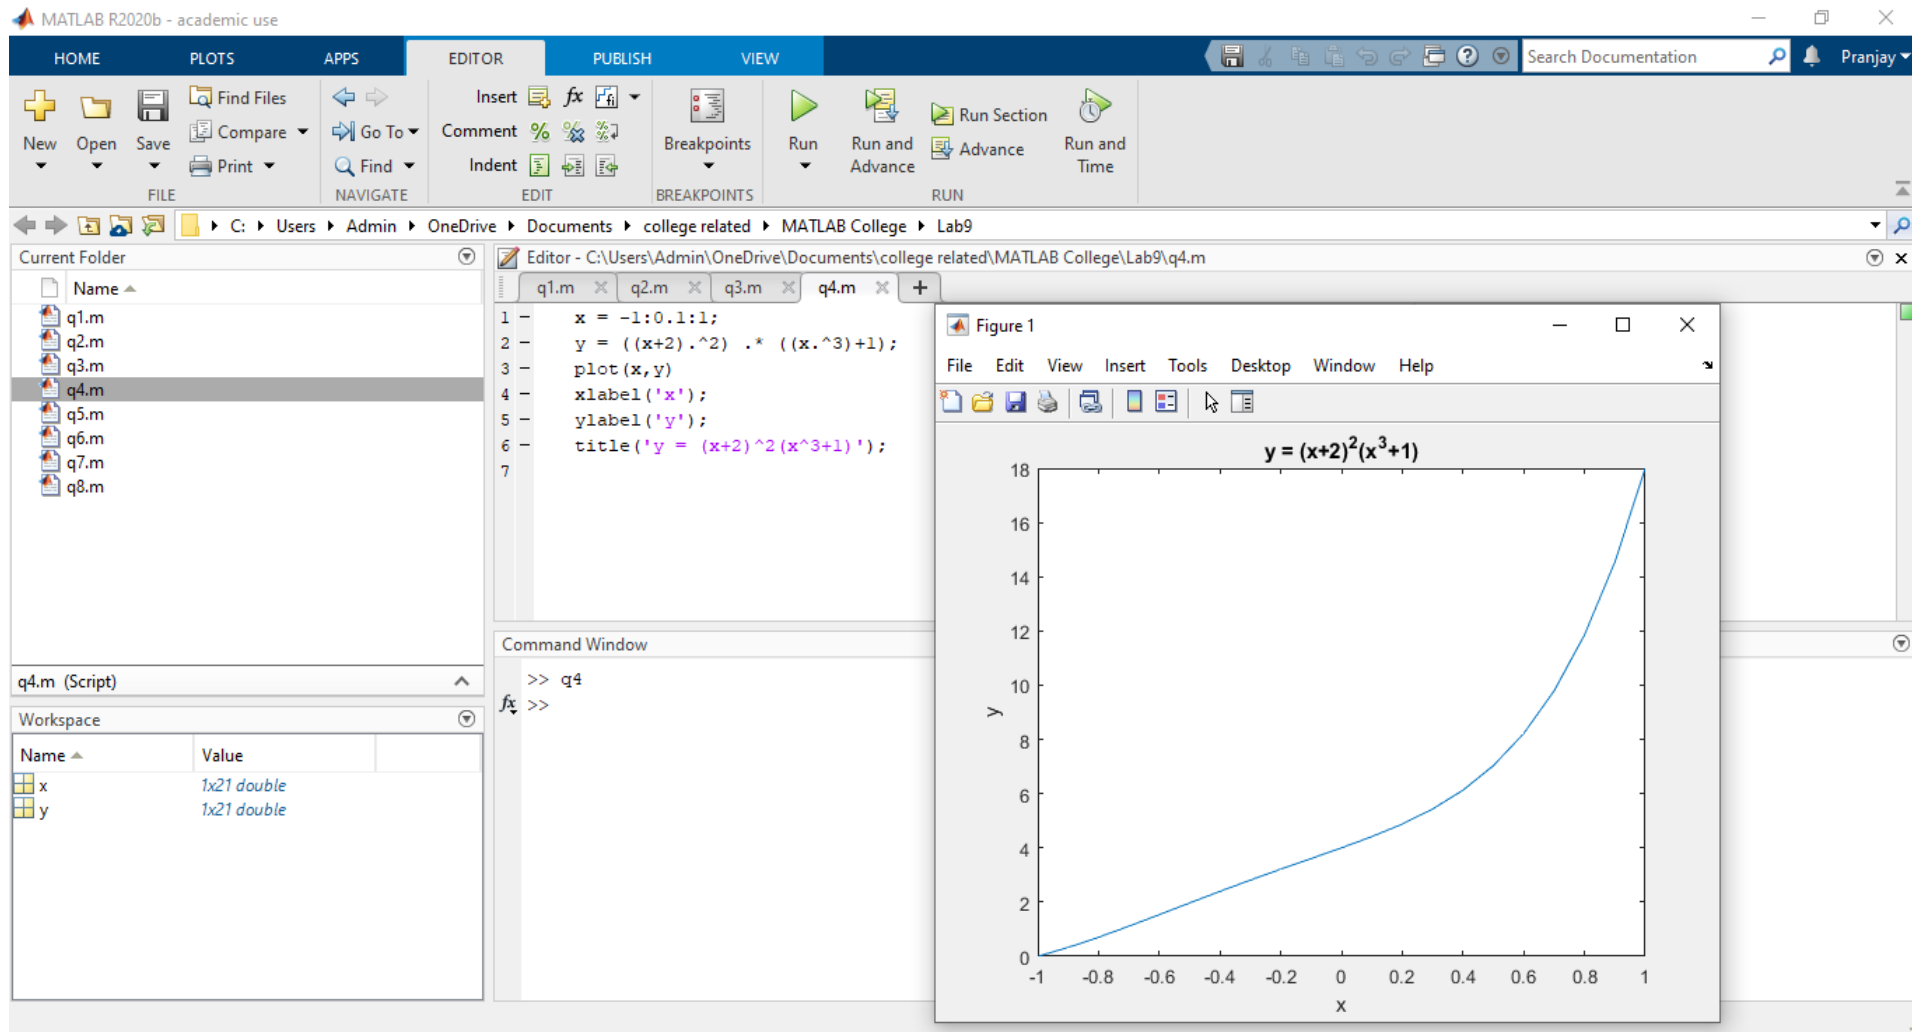 MATLAB R2020b - academic use
HOME PLOTS APPS EDITOR PUBLISH VIEW Search Documentation Pranjay
New Open Save Find Files Compare Print
FILE
Go To Find
NAVIGATE
Insert fx fi
Comment
Indent
EDIT
Breakpoints
BREAKPOINTS
Run Run and Advance Run Section Advance Run and Time
RUN
C: Users Admin OneDrive Documents college related MATLAB College Lab9
Current Folder
Name
q1.m
q2.m
q3.m
q4.m
q5.m
q6.m
q7.m
q8.m
q4.m (Script)
Workspace
Name Value
x 1x21 double
y 1x21 double
Editor - C:\Users\Admin\OneDrive\Documents\college related\MATLAB College\Lab9\q4.m
q1.m q2.m q3.m q4.m +
1 - x = -1:0.1:1;
2 - y = ((x+2).^2) .* ((x.^3)+1);
3 - plot(x,y)
4 - xlabel('x');
5 - ylabel('y');
6 - title('y = (x+2)^2(x^3+1)');
7
Command Window
>> q4
fx >>
Figure 1
File Edit View Insert Tools Desktop Window Help
y = (x+2)²(x³+1)
18
16
14
12
10
8
6
4
2
0
y
-1 -0.8 -0.6 -0.4 -0.2 0 0.2 0.4 0.6 0.8 1
x